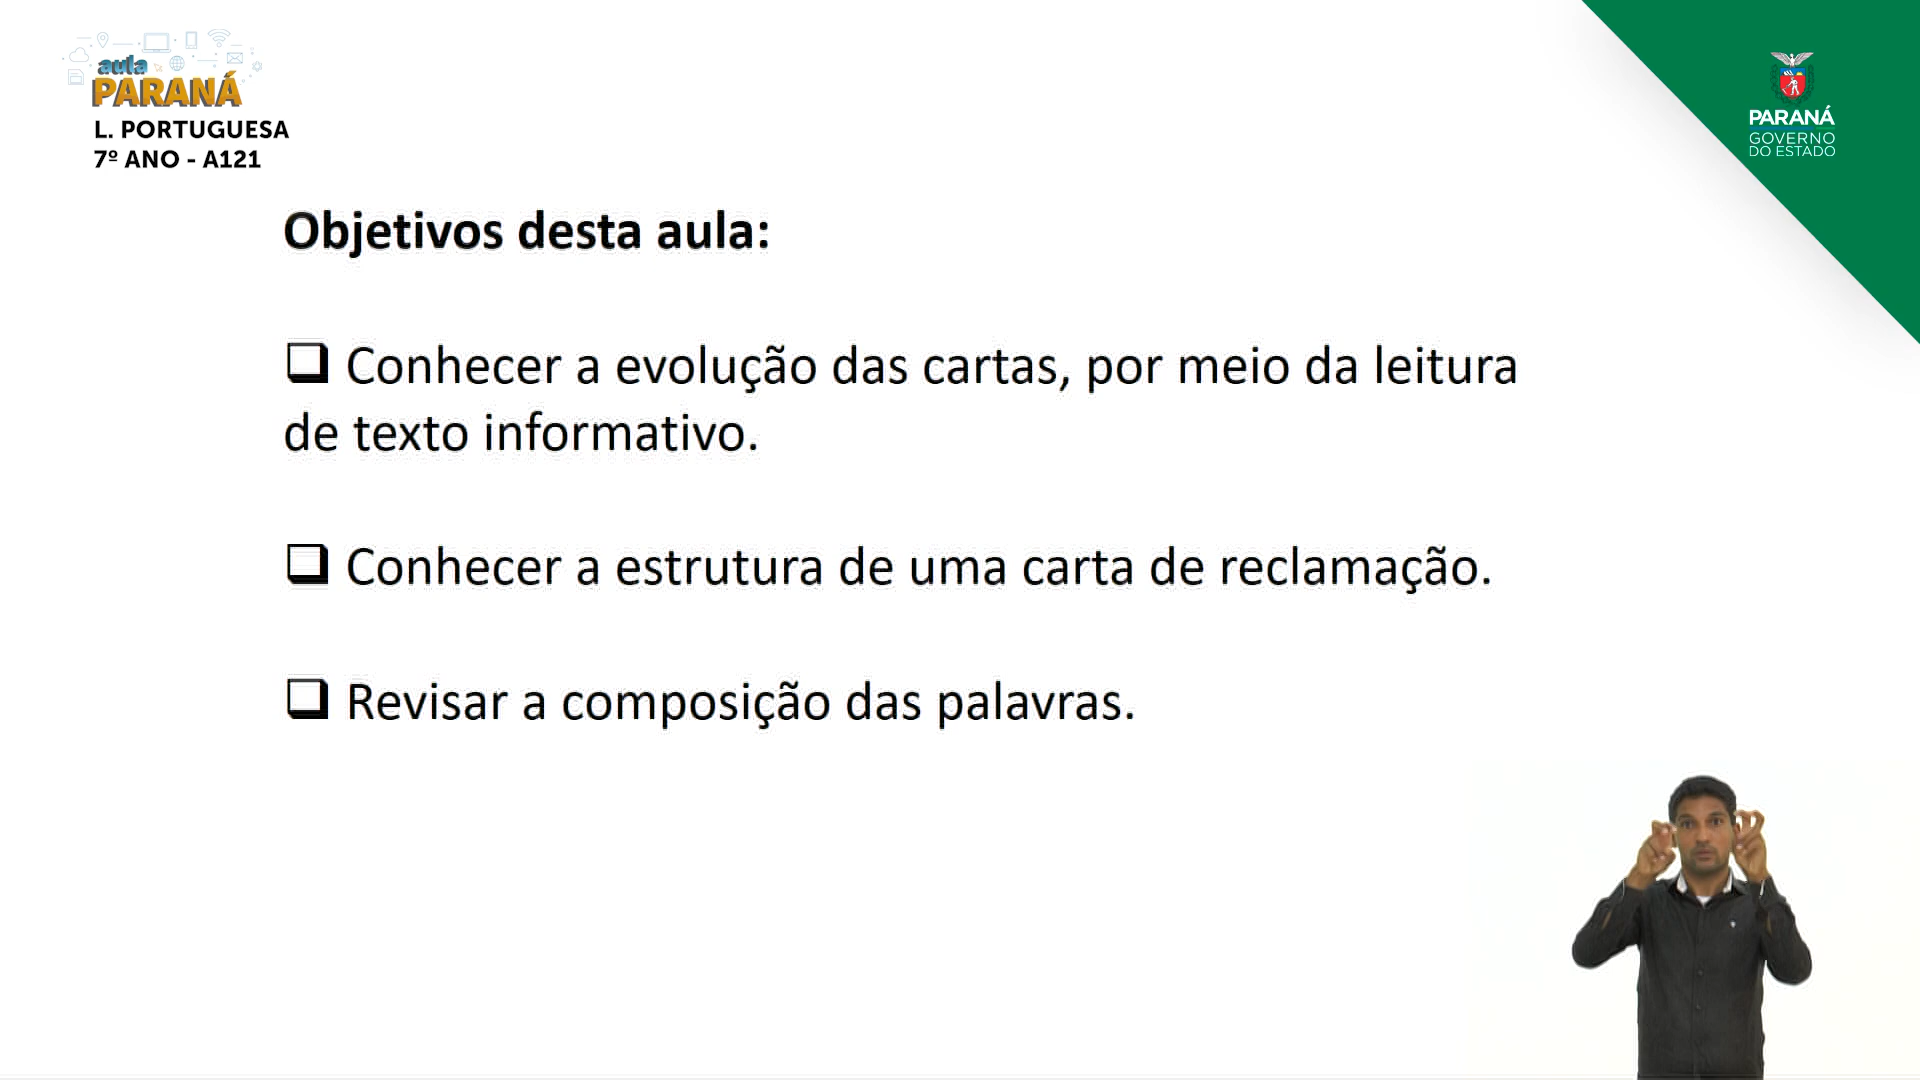 aula
PARANÁ
L. PORTUGUESA
7º ANO - A121
PARANÁ
GOVERNO
DO ESTADO
Objetivos desta aula:
❑ Conhecer a evolução das cartas, por meio da leitura
de texto informativo.
❑ Conhecer a estrutura de uma carta de reclamação.
❑ Revisar a composição das palavras.